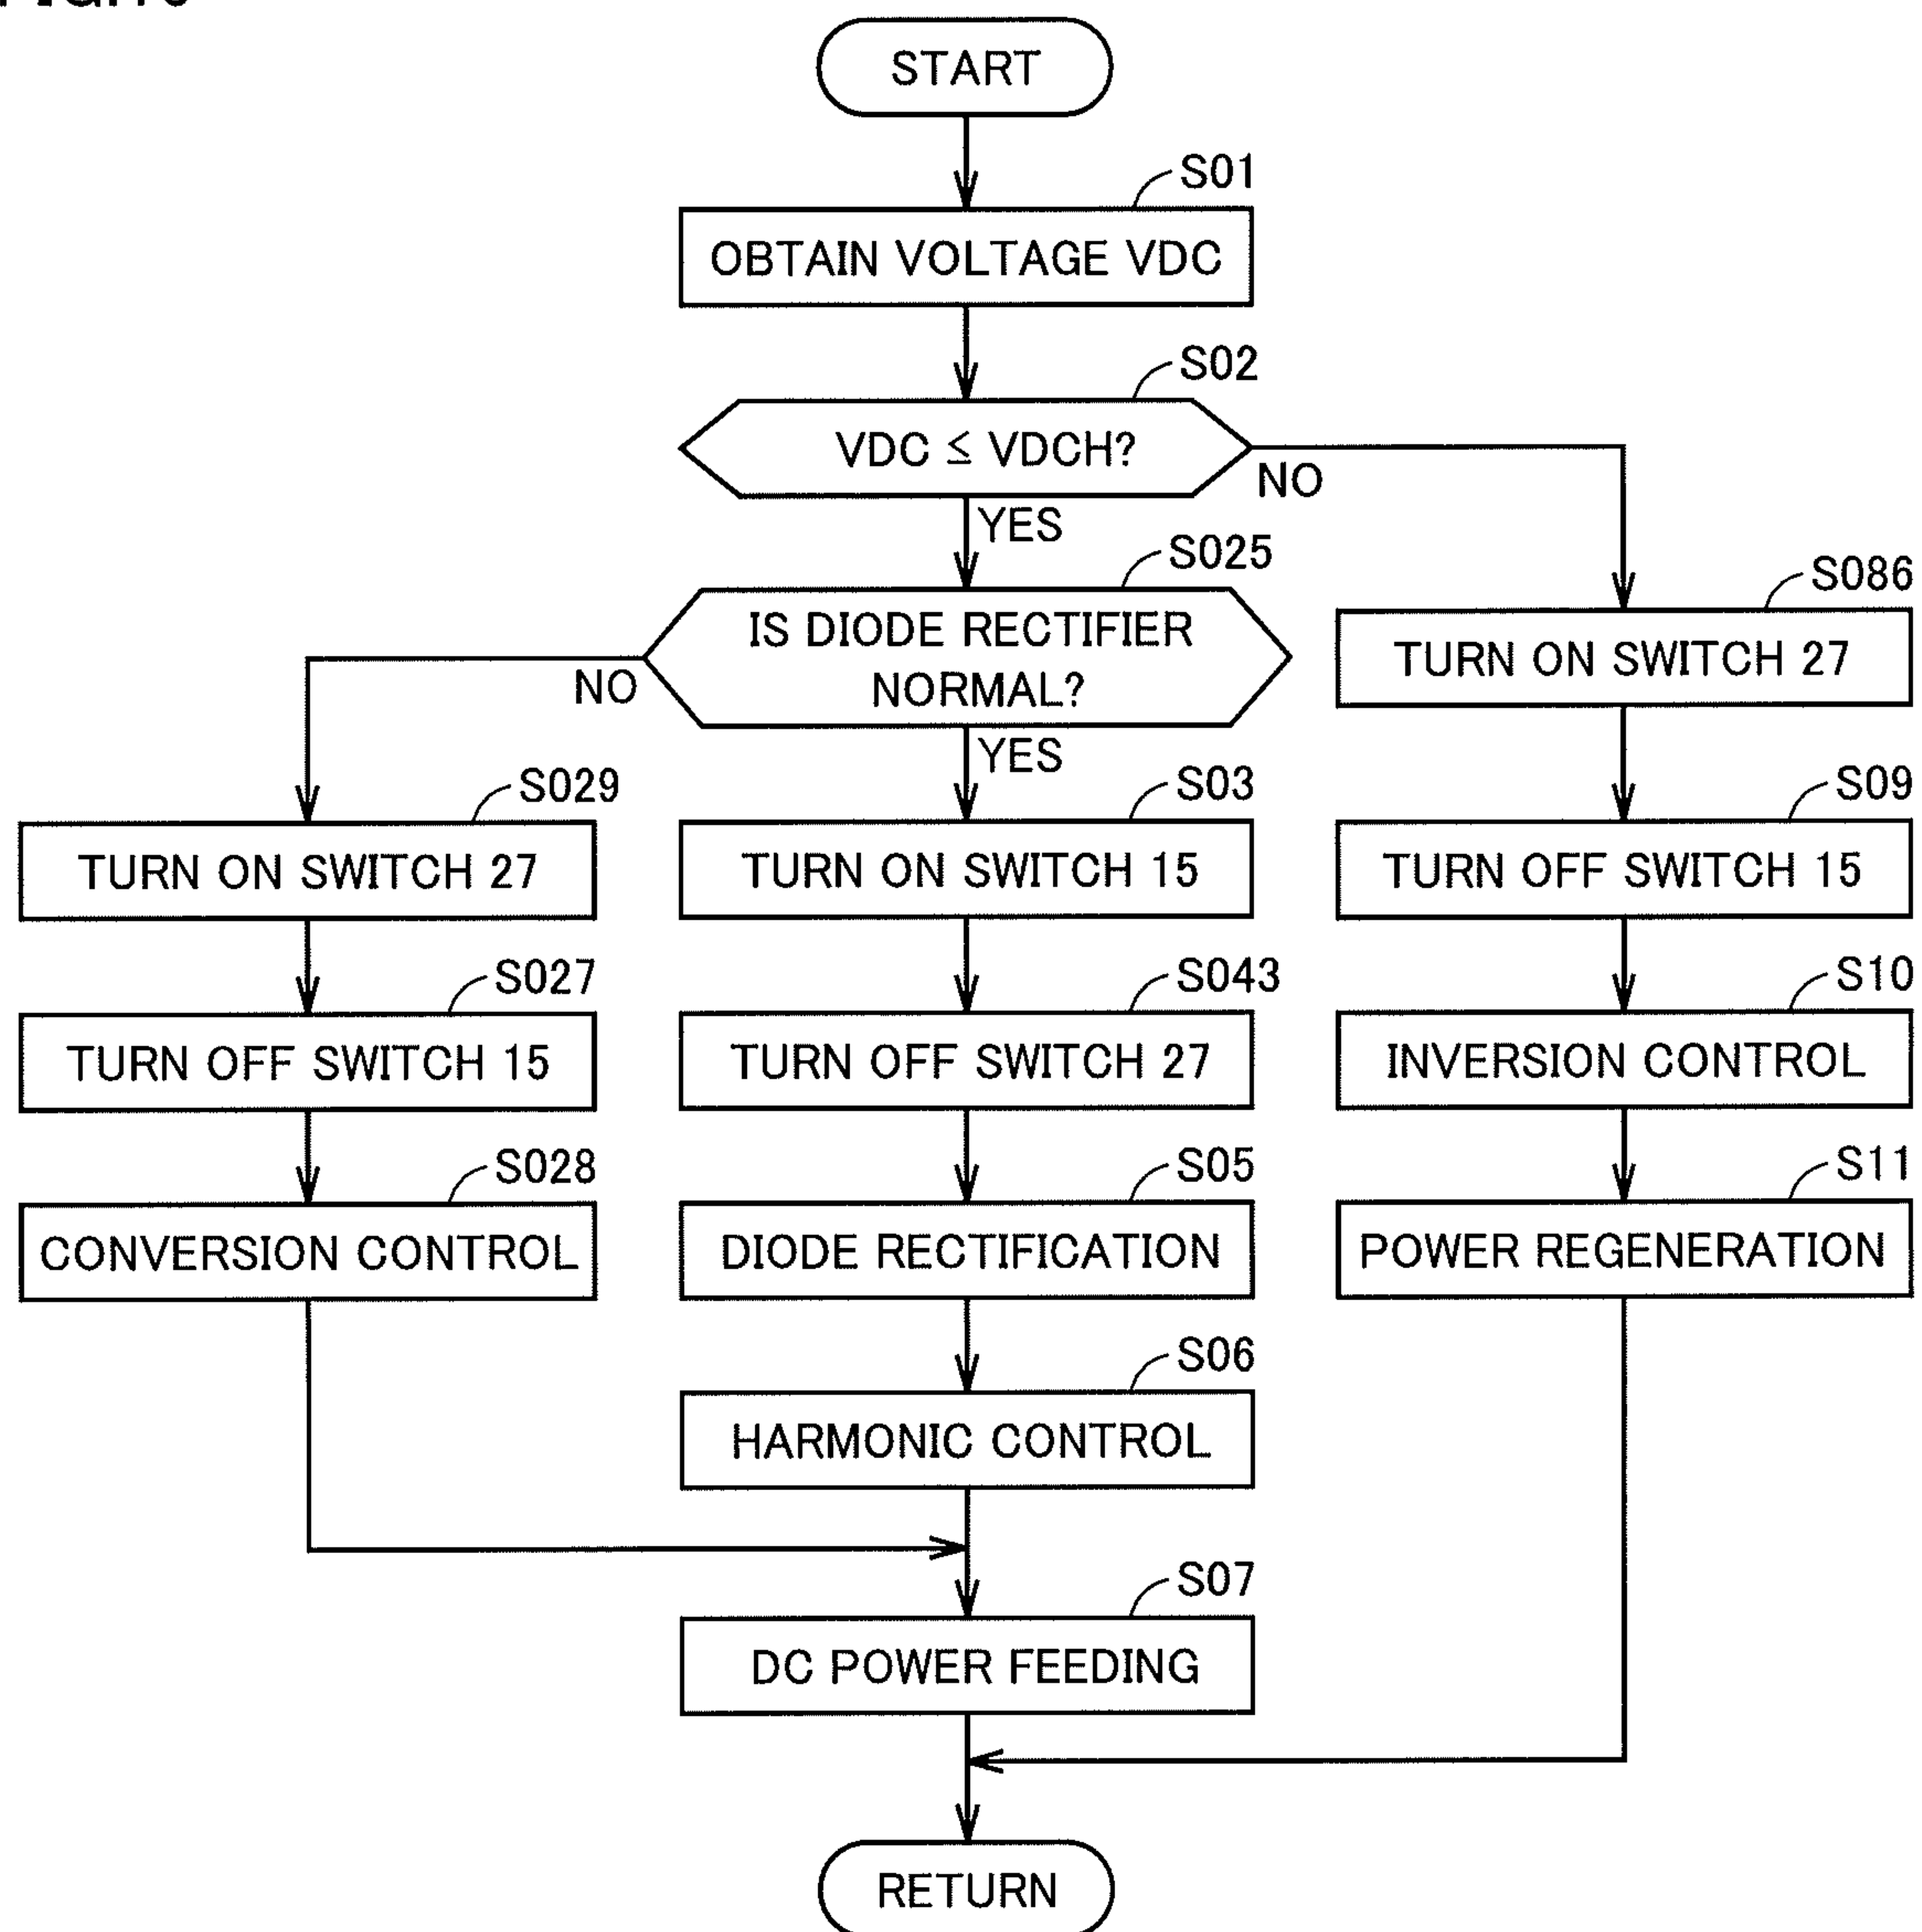 START
S01
OBTAIN VOLTAGE VDC
S02
VDC ≤ VDCH?
NO
YES
S025
IS DIODE RECTIFIER
NORMAL?
NO
YES
S086
TURN ON SWITCH 27
S029
TURN ON SWITCH 27
S03
TURN ON SWITCH 15
S09
TURN OFF SWITCH 15
S027
TURN OFF SWITCH 15
S043
TURN OFF SWITCH 27
S10
INVERSION CONTROL
S028
CONVERSION CONTROL
S05
DIODE RECTIFICATION
S11
POWER REGENERATION
S06
HARMONIC CONTROL
S07
DC POWER FEEDING
RETURN